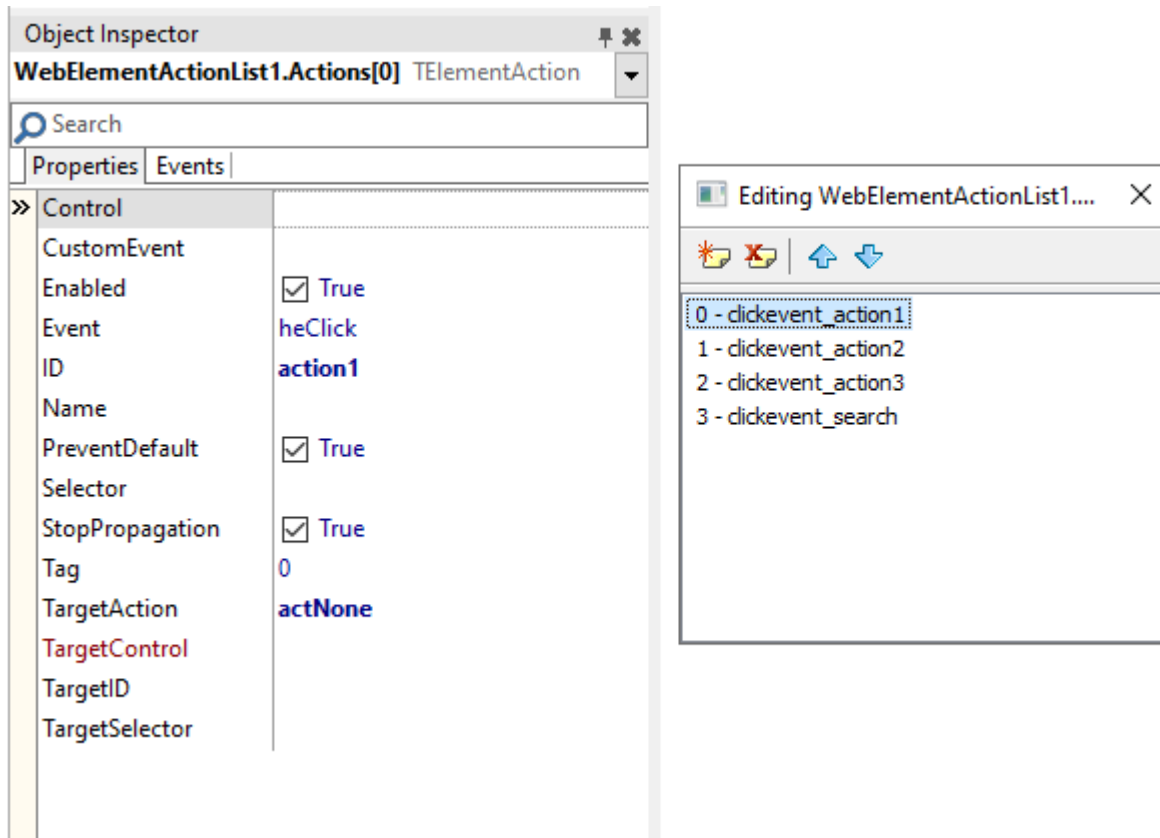 Object Inspector
WebElementActionList1.Actions[0] TElementAction
Search
Properties Events
Control
CustomEvent
Enabled True
Event heClick
ID action1
Name
PreventDefault True
Selector
StopPropagation True
Tag 0
TargetAction actNone
TargetControl
TargetID
TargetSelector
Editing WebElementActionList1....
0 - clickevent_action1
1 - clickevent_action2
2 - clickevent_action3
3 - clickevent_search